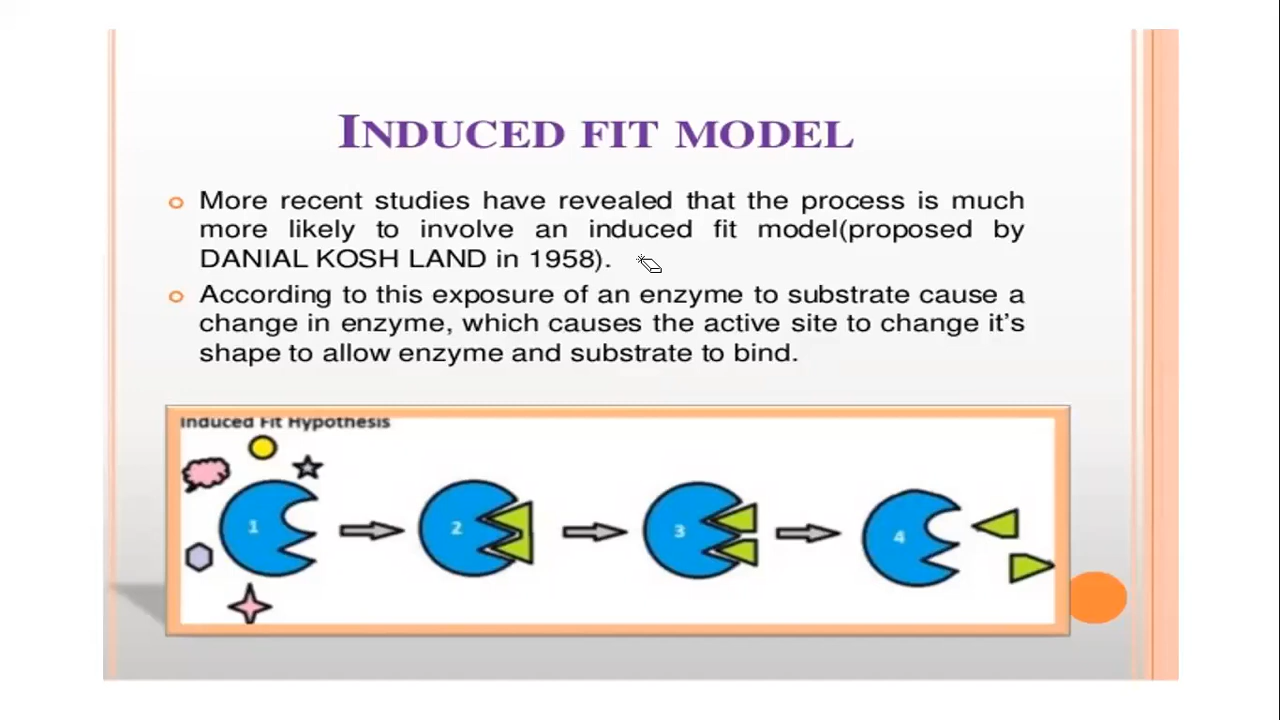 INDUCED FIT MODEL
More recent studies have revealed that the process is much
more likely to involve an induced fit model(proposed by
DANIAL KOSH LAND in 1958).
According to this exposure of an enzyme to substrate cause a
change in enzyme, which causes the active site to change it's
shape to allow enzyme and substrate to bind.
Induced Fit Hypothesis
1 2 3 4